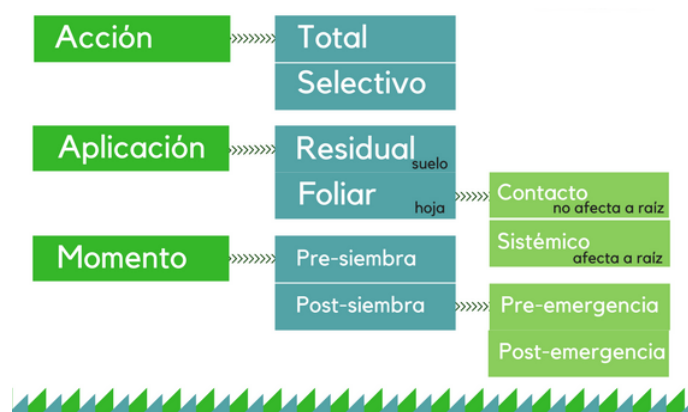 Acción
Total
Selectivo
Aplicación
Residual
suelo
Foliar
hoja
Contacto
no afecta a raíz
Sistémico
afecta a raíz
Momento
Pre-siembra
Post-siembra
Pre-emergencia
Post-emergencia